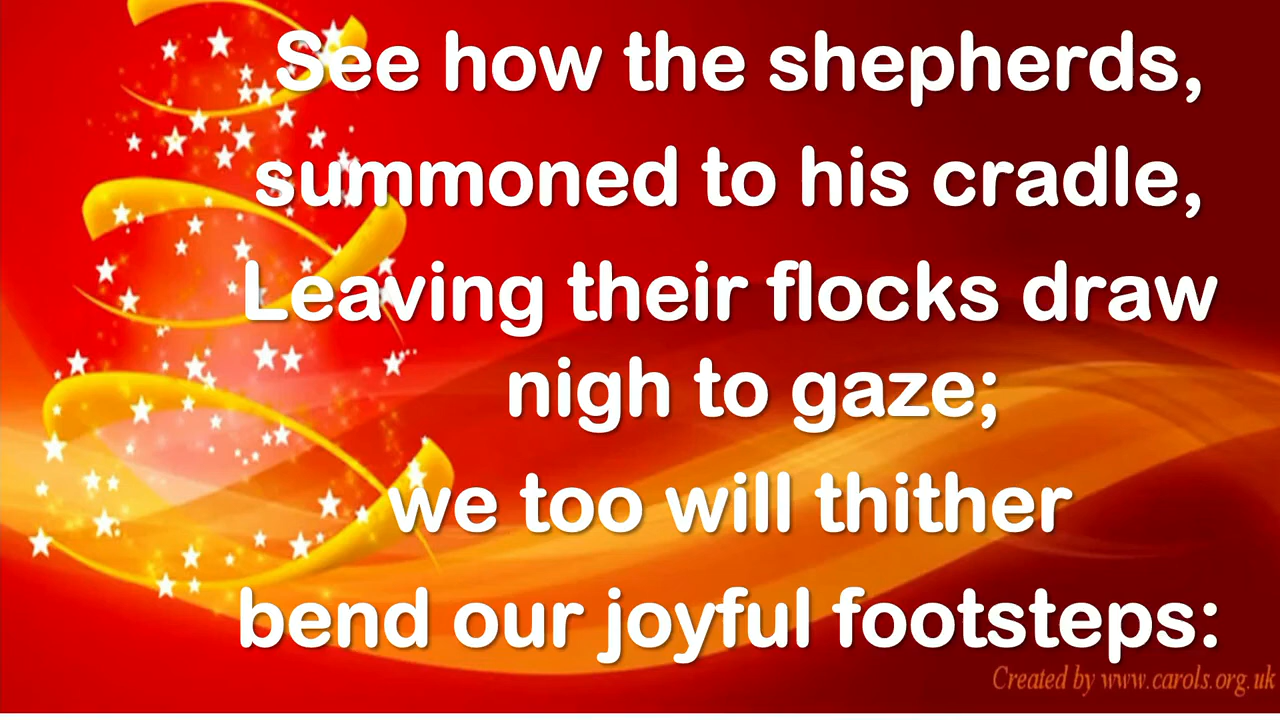 See how the shepherds,
summoned to his cradle,
Leaving their flocks draw
nigh to gaze;
we too will thither
bend our joyful footsteps:
Created by www.carols.org.uk